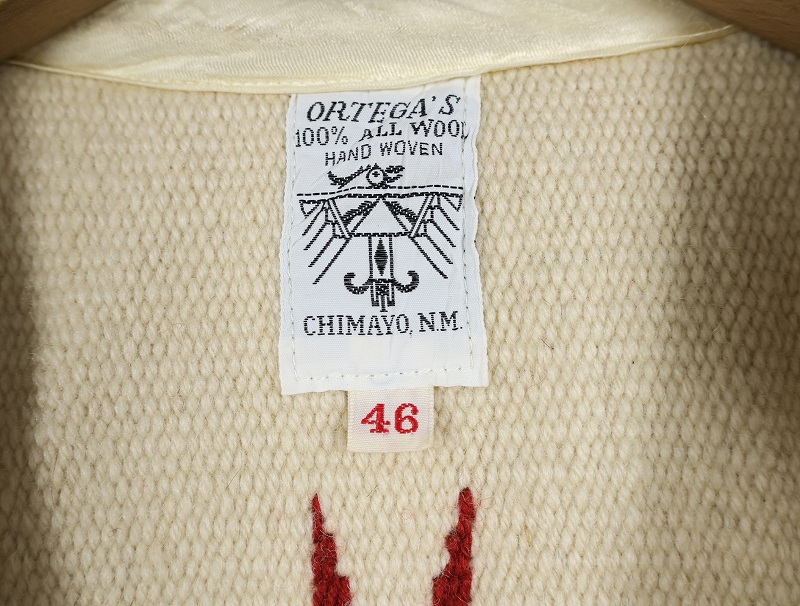 ORTEGA'S
100% ALL WOOL
HAND WOVEN
CHIMAYO, N.M.
46